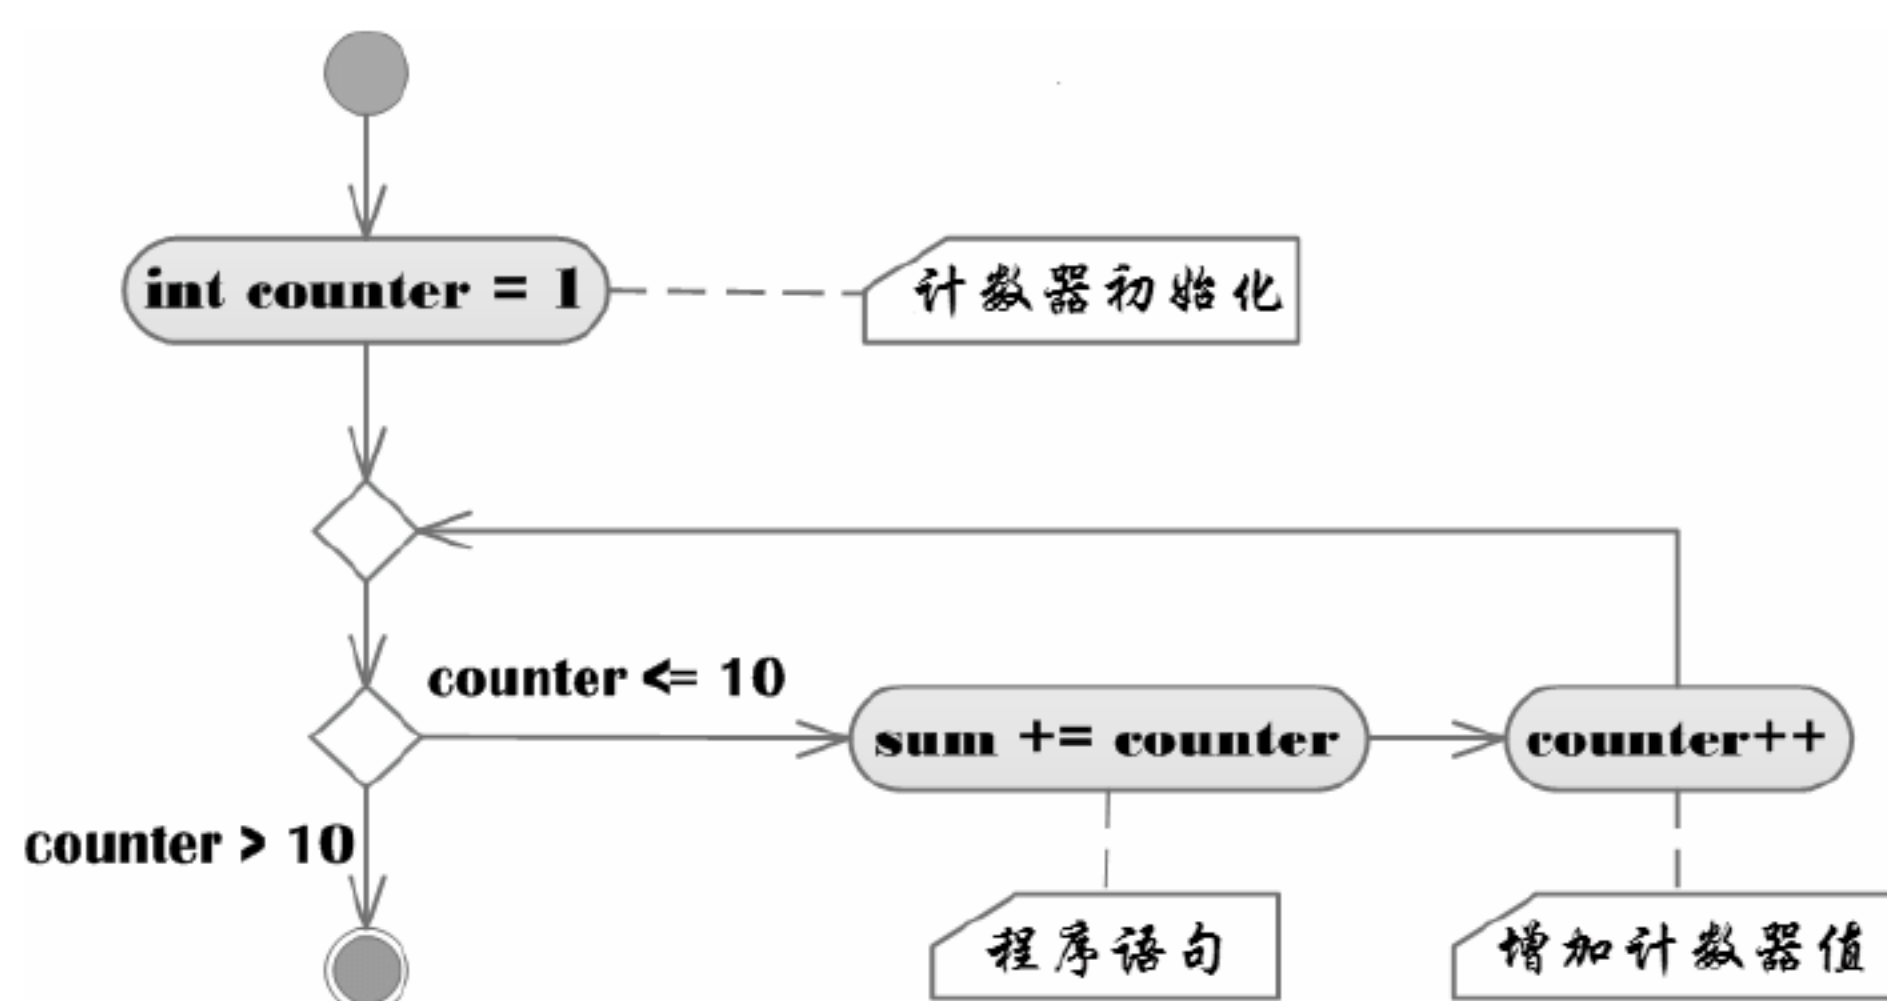 int counter = 1
计数器初始化
counter <= 10
sum += counter
counter++
counter > 10
程序语句
增加计数器值